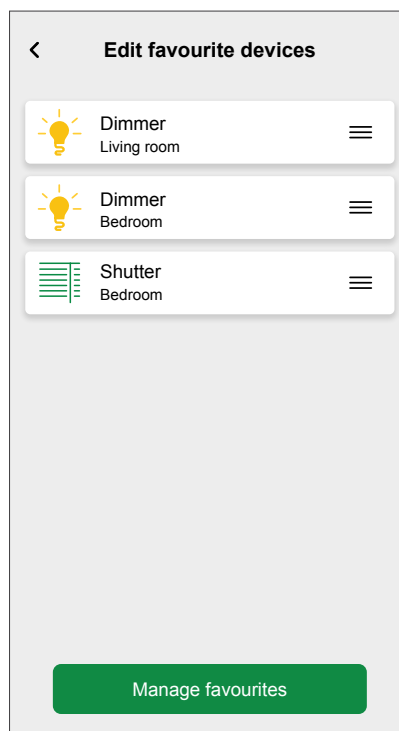 Edit favourite devices
Dimmer
Living room
Dimmer
Bedroom
Shutter
Bedroom
Manage favourites